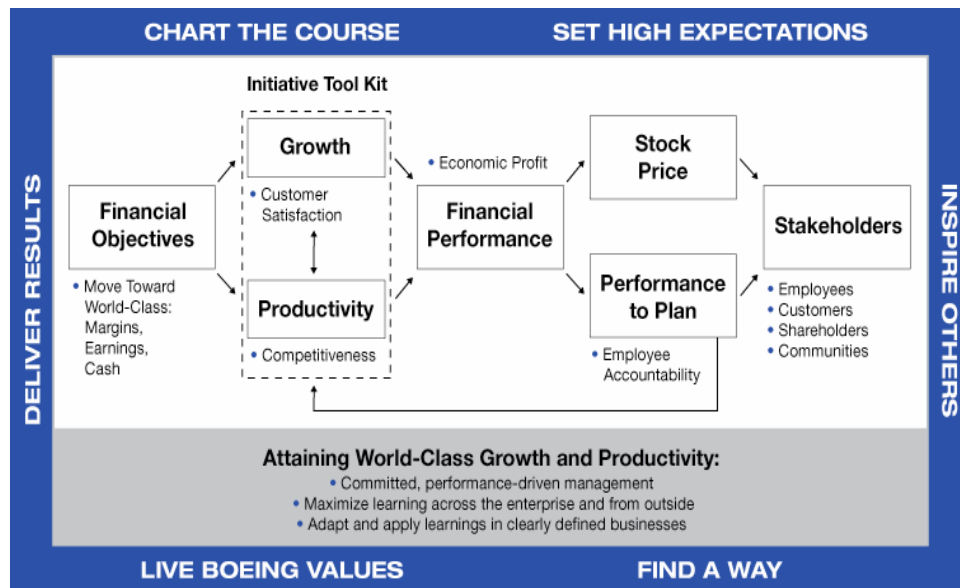 CHART THE COURSE
SET HIGH EXPECTATIONS
DELIVER RESULTS
INSPIRE OTHERS
Initiative Tool Kit
Growth
• Customer
Satisfaction
Productivity
• Competitiveness
Financial
Objectives
• Move Toward
World-Class:
Margins,
Earnings,
Cash
• Economic Profit
Financial
Performance
Stock
Price
Performance
to Plan
• Employee
Accountability
Stakeholders
• Employees
• Customers
• Shareholders
• Communities
Attaining World-Class Growth and Productivity:
• Committed, performance-driven management
• Maximize learning across the enterprise and from outside
• Adapt and apply learnings in clearly defined businesses
LIVE BOEING VALUES
FIND A WAY